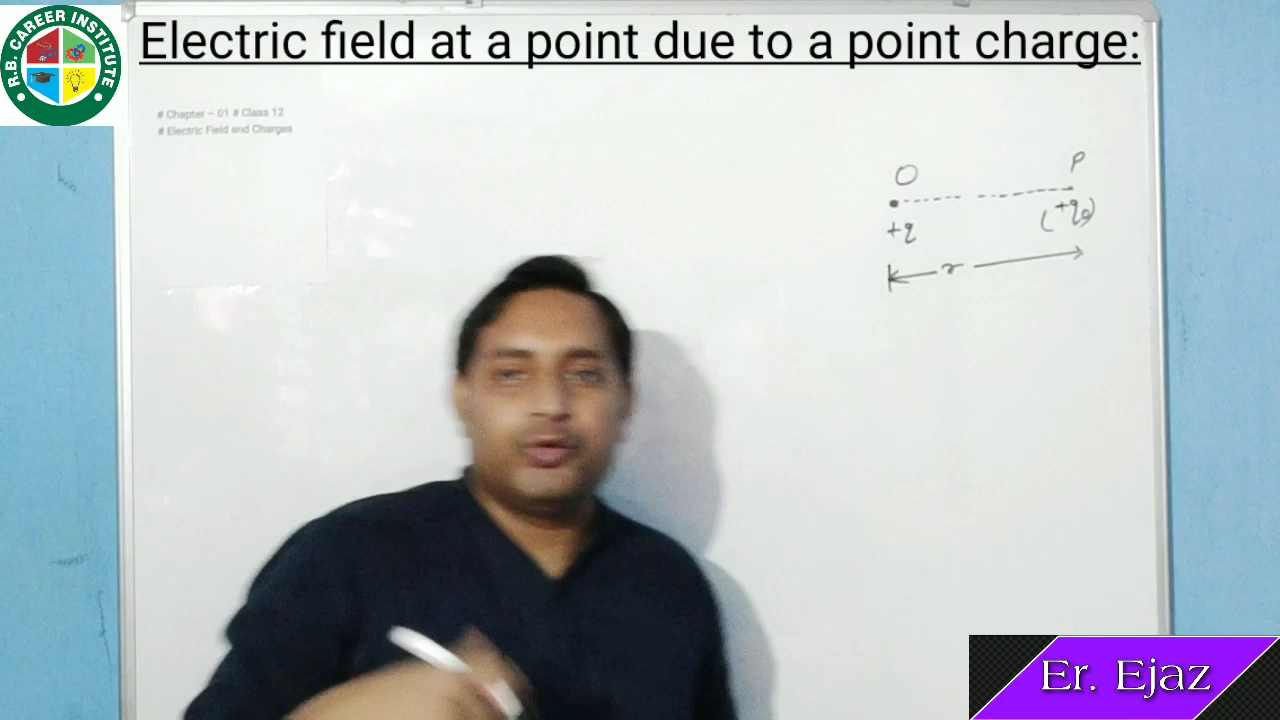 R.B. CAREER INSTITUTE
Electric field at a point due to a point charge:
# Chapter – 01 # Class 12
# Electric Field and Charges
O
P
+q
(+q₀)
r
Er. Ejaz